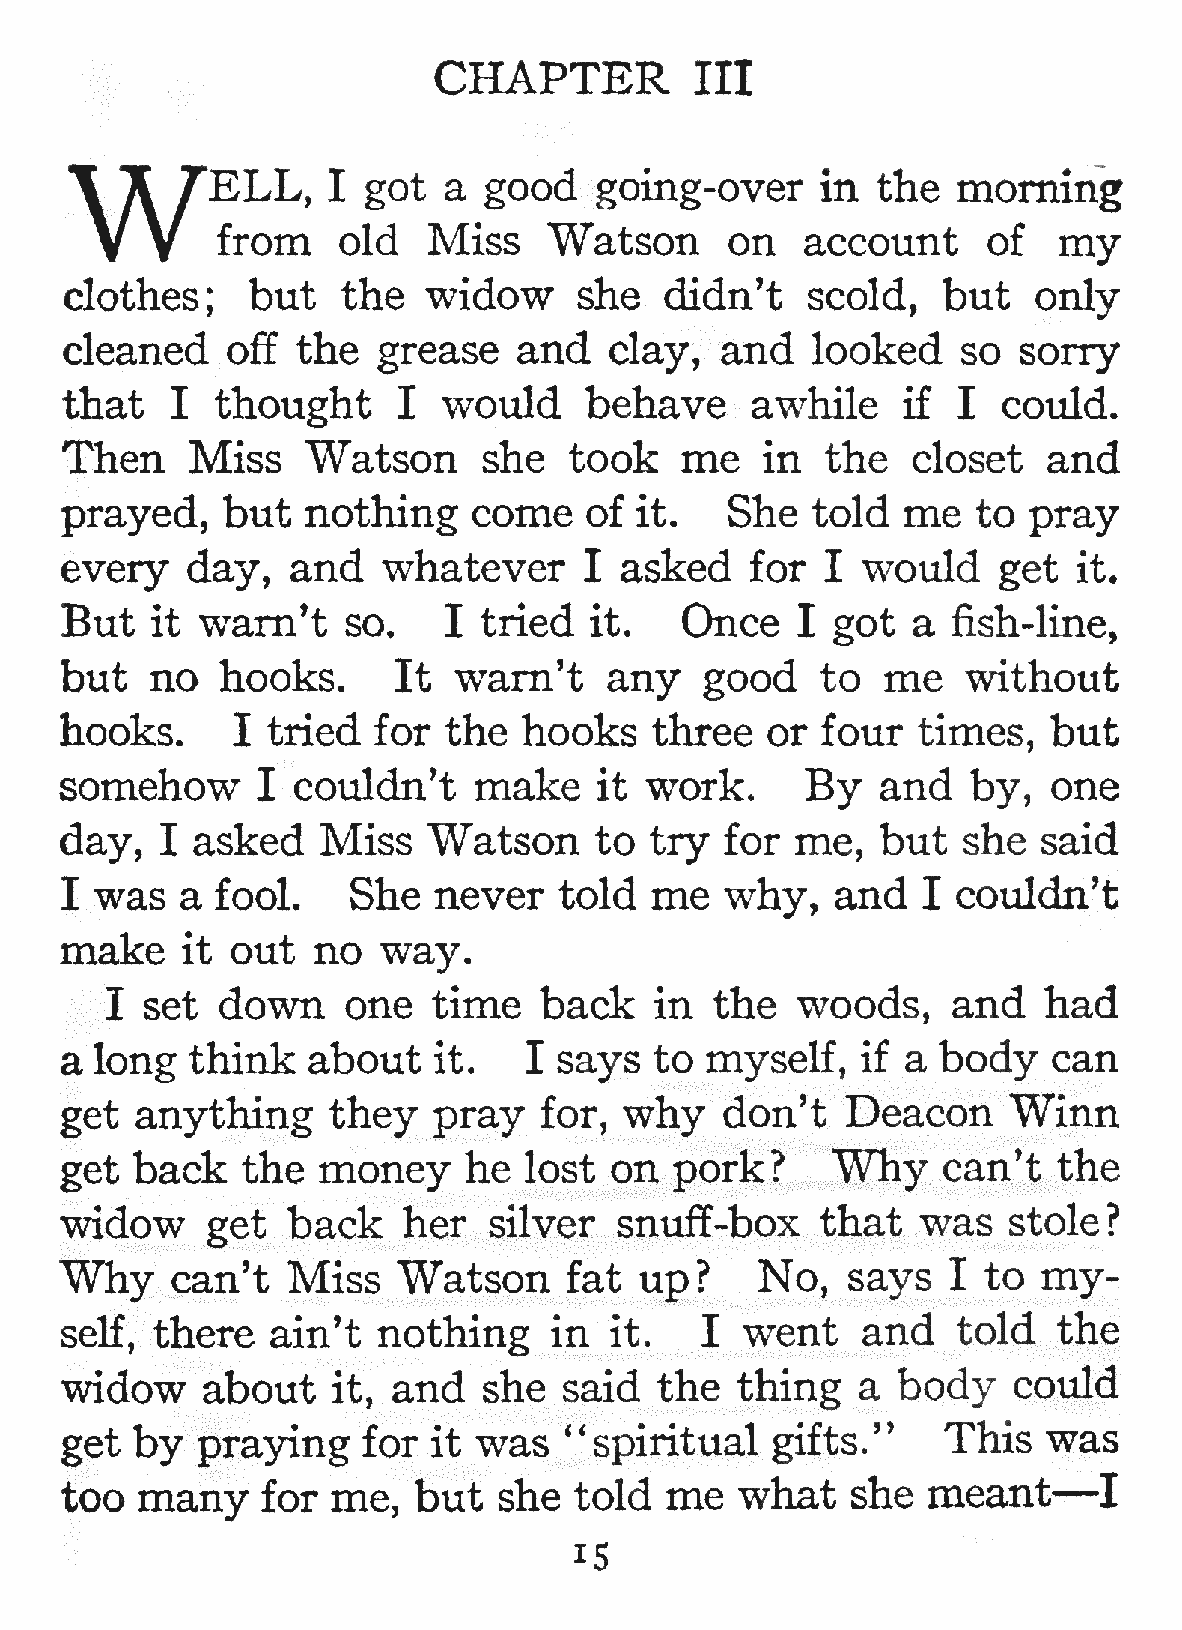 CHAPTER III
WELL, I got a good going-over in the morning
from old Miss Watson on account of my
clothes; but the widow she didn't scold, but only
cleaned off the grease and clay, and looked so sorry
that I thought I would behave awhile if I could.
Then Miss Watson she took me in the closet and
prayed, but nothing come of it. She told me to pray
every day, and whatever I asked for I would get it.
But it warn't so. I tried it. Once I got a fish-line,
but no hooks. It warn't any good to me without
hooks. I tried for the hooks three or four times, but
somehow I couldn't make it work. By and by, one
day, I asked Miss Watson to try for me, but she said
I was a fool. She never told me why, and I couldn't
make it out no way.
I set down one time back in the woods, and had
a long think about it. I says to myself, if a body can
get anything they pray for, why don't Deacon Winn
get back the money he lost on pork? Why can't the
widow get back her silver snuff-box that was stole?
Why can't Miss Watson fat up? No, says I to my-
self, there ain't nothing in it. I went and told the
widow about it, and she said the thing a body could
get by praying for it was "spiritual gifts." This was
too many for me, but she told me what she meant—I
15